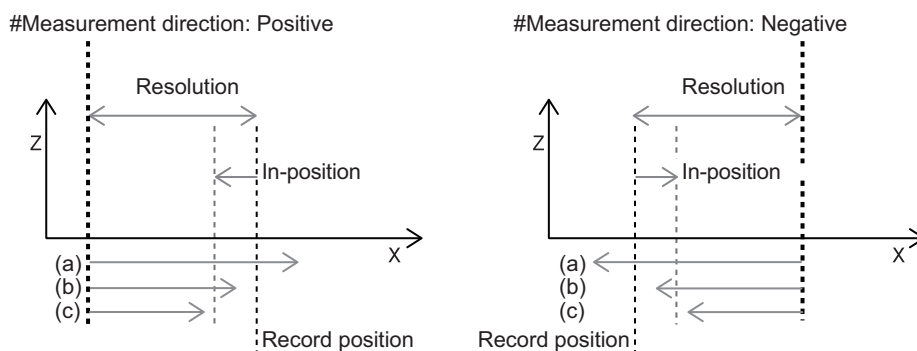 #Measurement direction: Positive
Resolution
Z
In-position
X
(a)
(b)
(c)
Record position
#Measurement direction: Negative
Resolution
Z
In-position
X
(a)
(b)
(c)
Record position